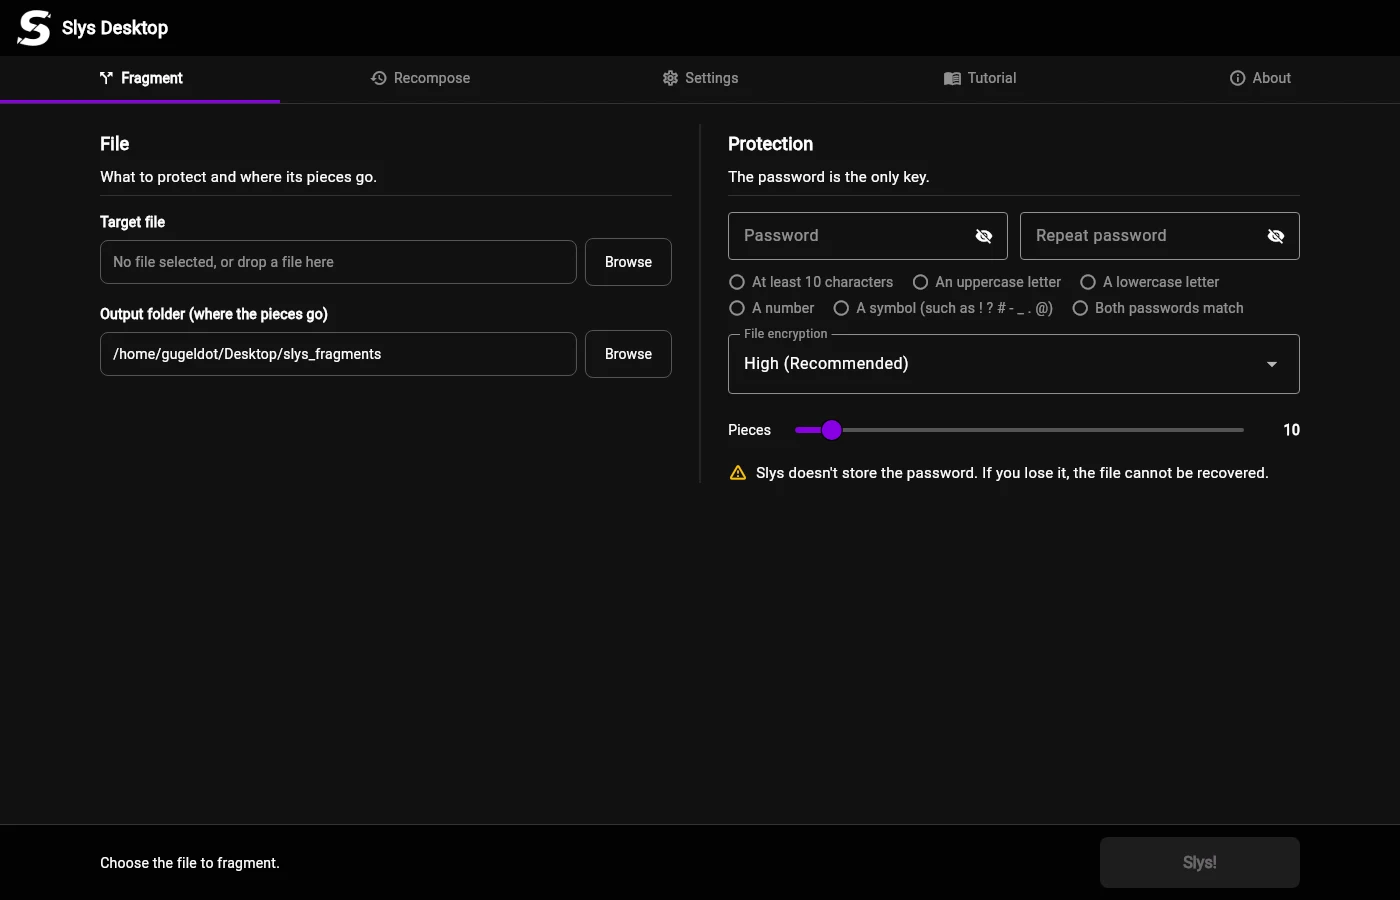 Slys Desktop
Fragment
Recompose
Settings
Tutorial
About
File
What to protect and where its pieces go.
Target file
No file selected, or drop a file here
Browse
Output folder (where the pieces go)
/home/gugeldot/Desktop/slys_fragments
Browse
Protection
The password is the only key.
Password
Repeat password
At least 10 characters
An uppercase letter
A lowercase letter
A number
A symbol (such as ! ? # - _ . @)
Both passwords match
File encryption
High (Recommended)
Pieces
10
Slys doesn't store the password. If you lose it, the file cannot be recovered.
Choose the file to fragment.
Slys!